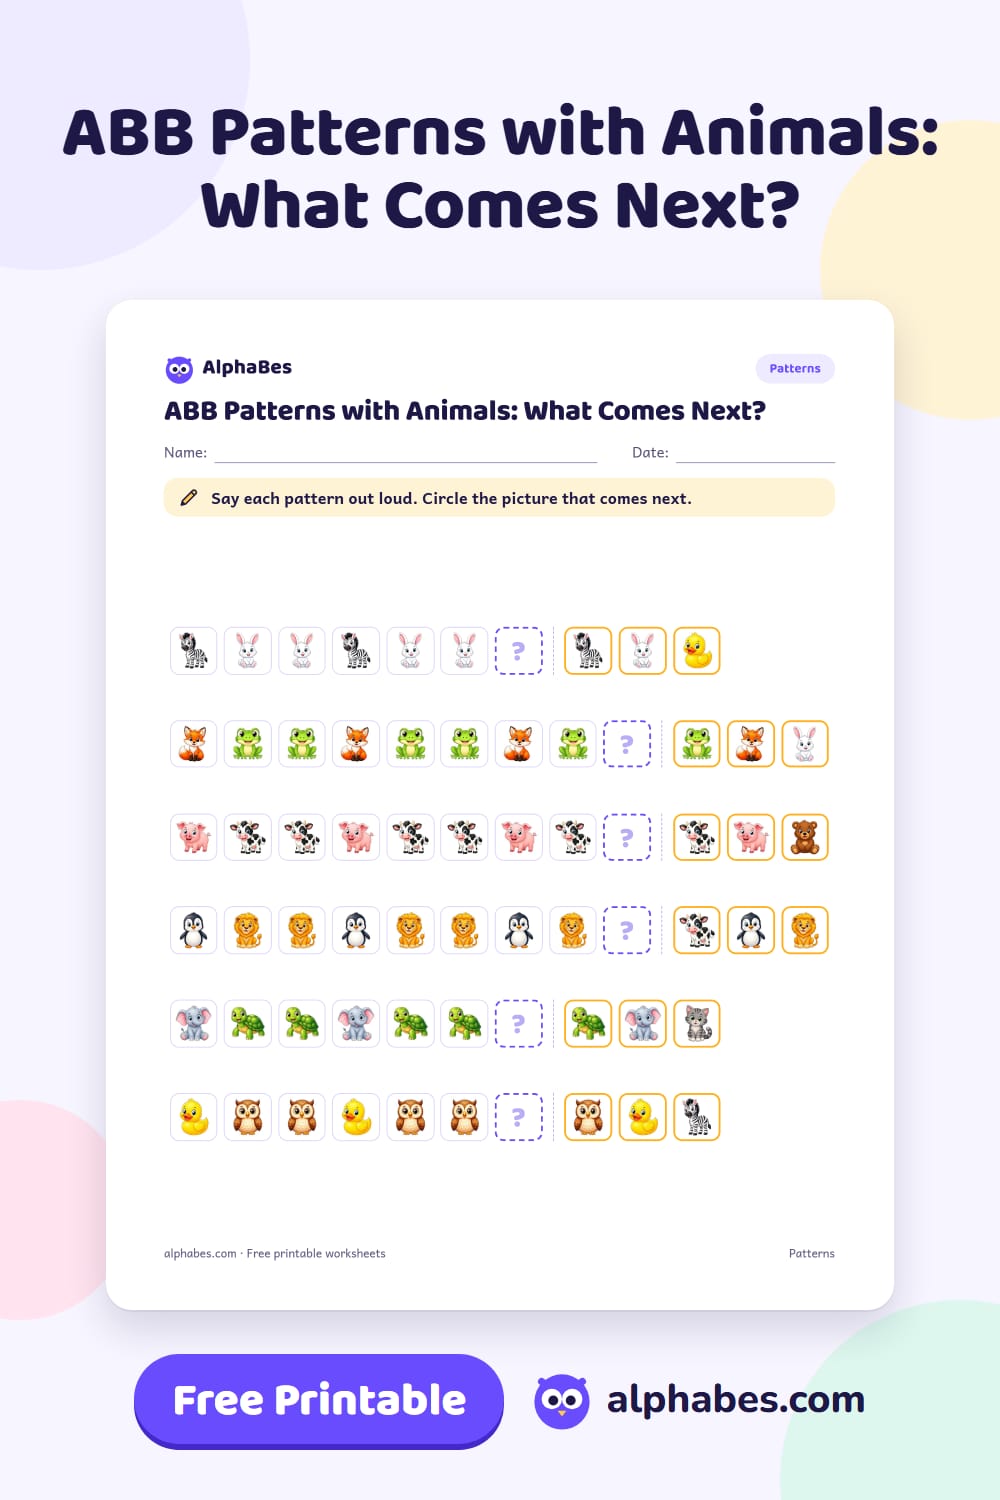 ABB Patterns with Animals:
What Comes Next?
AlphaBes
Patterns
ABB Patterns with Animals: What Comes Next?
Name:
Date:
Say each pattern out loud. Circle the picture that comes next.
?
?
?
?
?
?
alphabes.com · Free printable worksheets
Patterns
Free Printable
alphabes.com